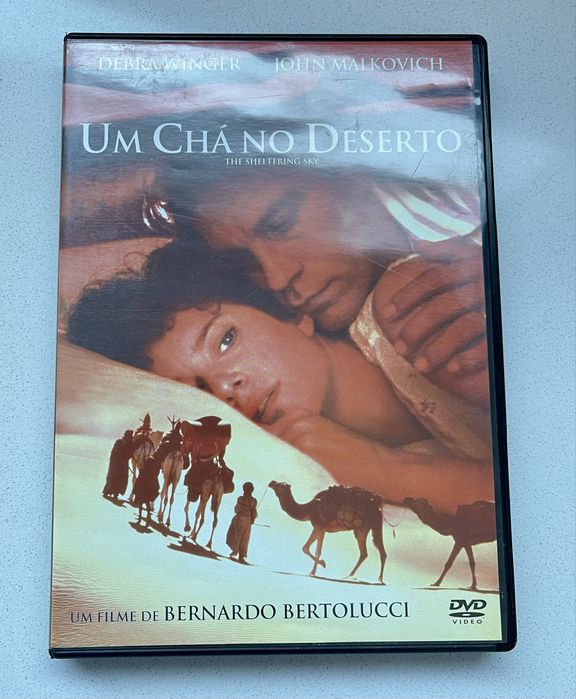 DEBRA WINGER JOHN MALKOVICH
UM CHÁ NO DESERTO
THE SHELTERING SKY
UM FILME DE BERNARDO BERTOLUCCI
DVD
VIDEO